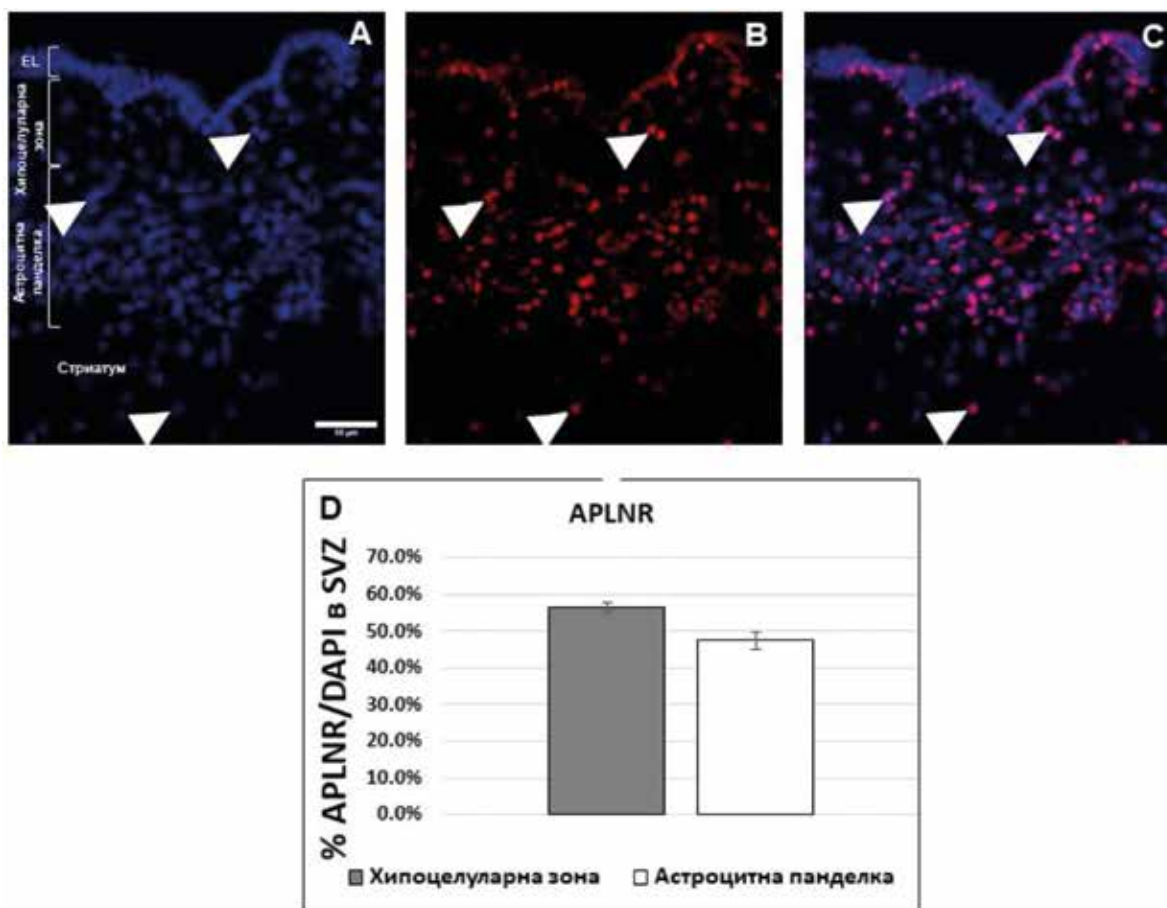 A
B
C
EL
Хипоцелуларна
зона
Астроцитна
панделка
Стриатум
D
APLNR
% APLNR/DAPI в SVZ
70.0%
60.0%
50.0%
40.0%
30.0%
20.0%
10.0%
0.0%
Хипоцелуларна зона
Астроцитна панделка